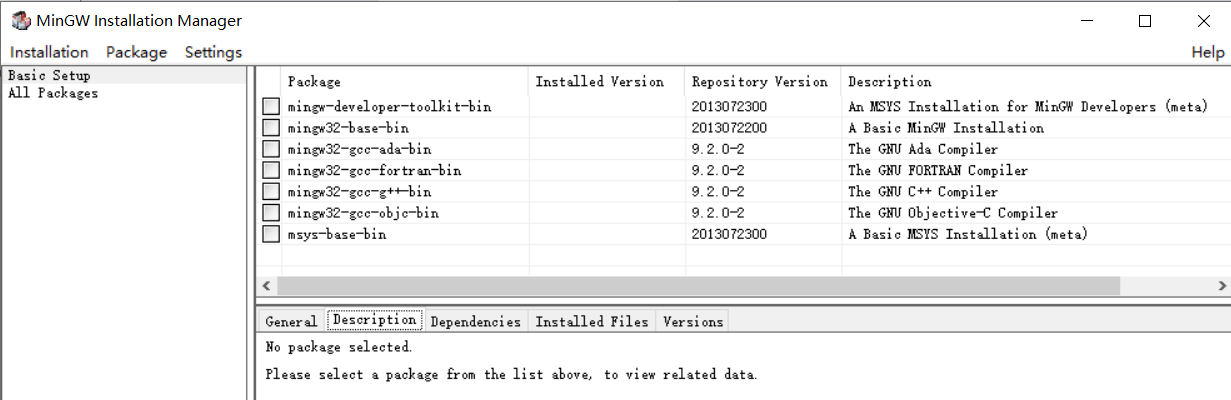 MinGW Installation Manager
Installation Package Settings Help
Basic Setup
All Packages
Package Installed Version Repository Version Description
mingw-developer-toolkit-bin 2013072300 An MSYS Installation for MinGW Developers (meta)
mingw32-base-bin 2013072200 A Basic MinGW Installation
mingw32-gcc-ada-bin 9.2.0-2 The GNU Ada Compiler
mingw32-gcc-fortran-bin 9.2.0-2 The GNU FORTRAN Compiler
mingw32-gcc-g++-bin 9.2.0-2 The GNU C++ Compiler
mingw32-gcc-objc-bin 9.2.0-2 The GNU Objective-C Compiler
msys-base-bin 2013072300 A Basic MSYS Installation (meta)
General Description Dependencies Installed Files Versions
No package selected.
Please select a package from the list above, to view related data.